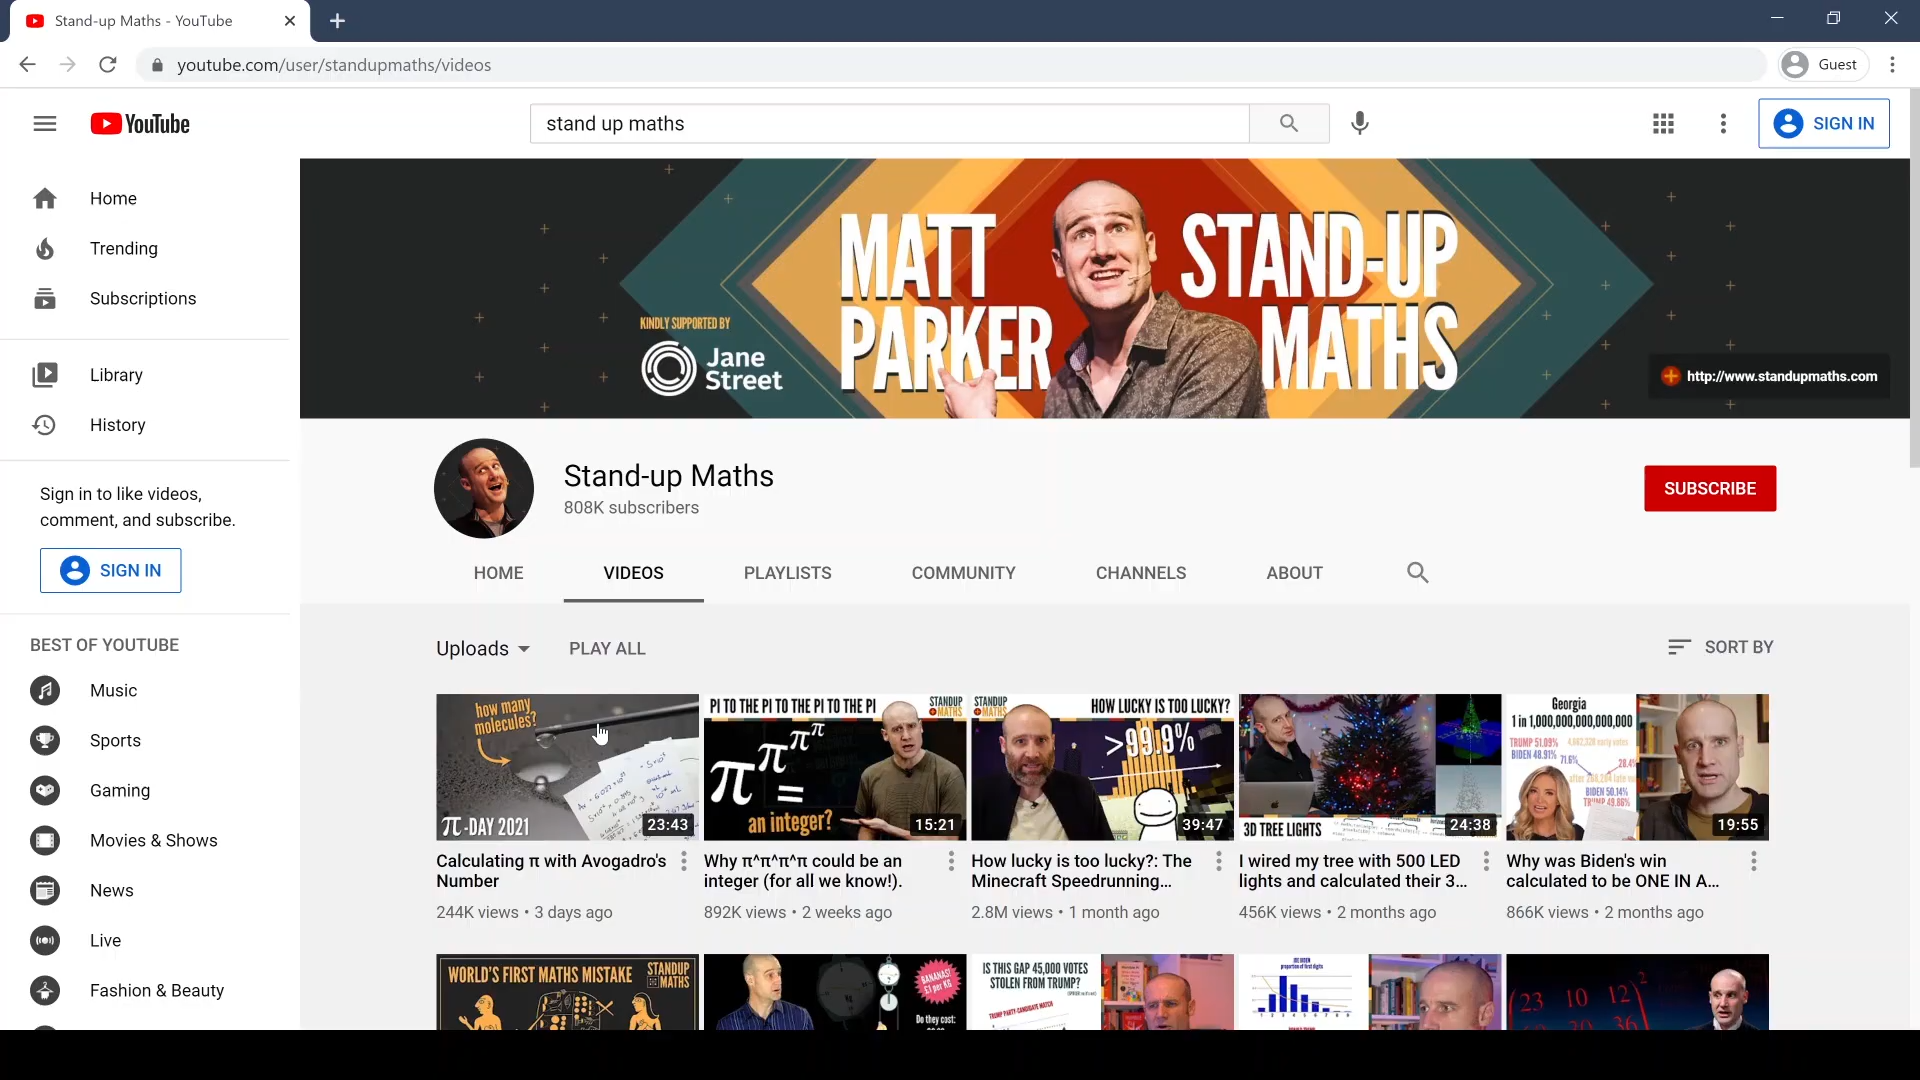 Stand-up Maths - YouTube
youtube.com/user/standupmaths/videos
Guest
YouTube
stand up maths
SIGN IN
Home
Trending
Subscriptions
Library
History
Sign in to like videos,
comment, and subscribe.
SIGN IN
BEST OF YOUTUBE
Music
Sports
Gaming
Movies & Shows
News
Live
Fashion & Beauty
MATT
PARKER
STAND-UP
MATHS
KINDLY SUPPORTED BY
Jane
Street
http://www.standupmaths.com
Stand-up Maths
808K subscribers
SUBSCRIBE
HOME
VIDEOS
PLAYLISTS
COMMUNITY
CHANNELS
ABOUT
Uploads
PLAY ALL
SORT BY
how many
molecules?
π-DAY 2021
23:43
Calculating π with Avogadro's
Number
244K views • 3 days ago
PI TO THE PI TO THE PI TO THE PI
STANDUP
MATHS
π^π^π^π
=
an integer?
15:21
Why π^π^π^π could be an
integer (for all we know!).
892K views • 2 weeks ago
STANDUP
MATHS
HOW LUCKY IS TOO LUCKY?
>99.9%
39:47
How lucky is too lucky?: The
Minecraft Speedrunning...
2.8M views • 1 month ago
3D TREE LIGHTS
24:38
I wired my tree with 500 LED
lights and calculated their 3...
456K views • 2 months ago
Georgia
1 in 1,000,000,000,000,000
TRUMP 51.09%
BIDEN 48.91%
4,662,328 early votes
71.6%
28.4
BIDEN 50.14%
TRUMP 49.86%
19:55
Why was Biden's win
calculated to be ONE IN A...
866K views • 2 months ago
WORLD'S FIRST MATHS MISTAKE
STANDUP
MATHS
BANANAS!
£1 per KG
Do they cost:
IS THIS GAP 45,000 VOTES
STOLEN FROM TRUMP?
TRUMP PARTY-CANDIDATE MATCH
JOE BIDEN
proportion of first digits
23 10 12
2